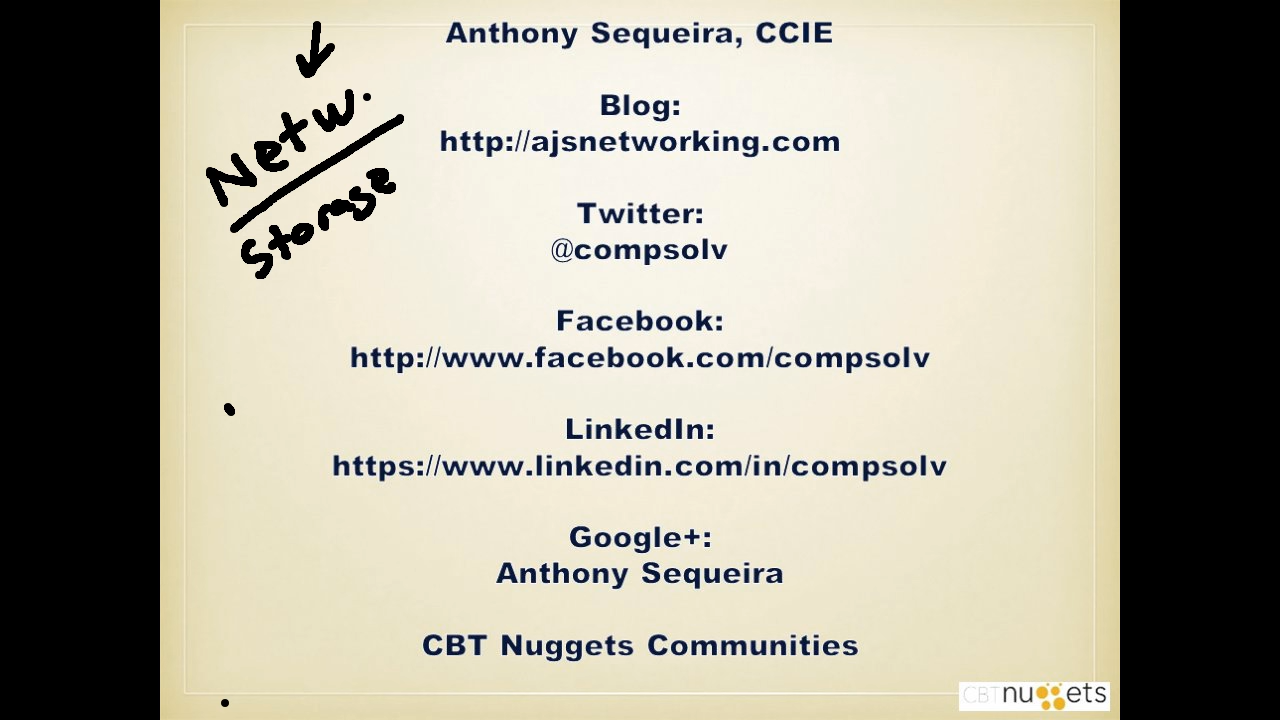 Anthony Sequeira, CCIE
Blog:
http://ajsnetworking.com
Twitter:
@compsolv
Facebook:
http://www.facebook.com/compsolv
LinkedIn:
https://www.linkedin.com/in/compsolv
Google+:
Anthony Sequeira
CBT Nuggets Communities
Netw.
Storage
CBTnuggets